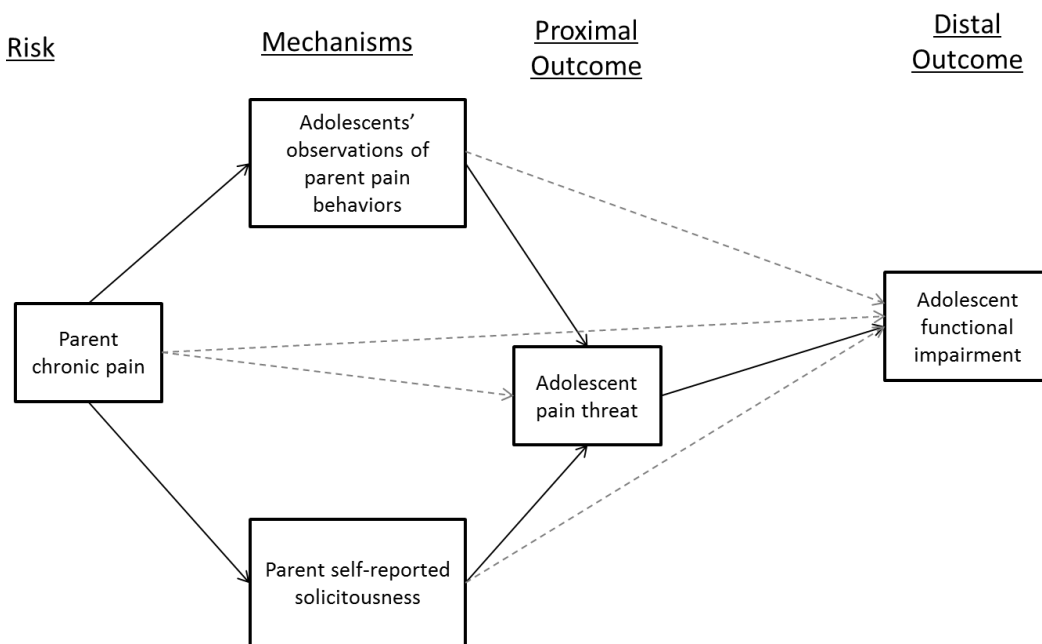 Risk
Mechanisms
Proximal
Outcome
Distal
Outcome
Adolescents’
observations of
parent pain
behaviors
Parent
chronic pain
Adolescent
pain threat
Adolescent
functional
impairment
Parent self-reported
solicitousness